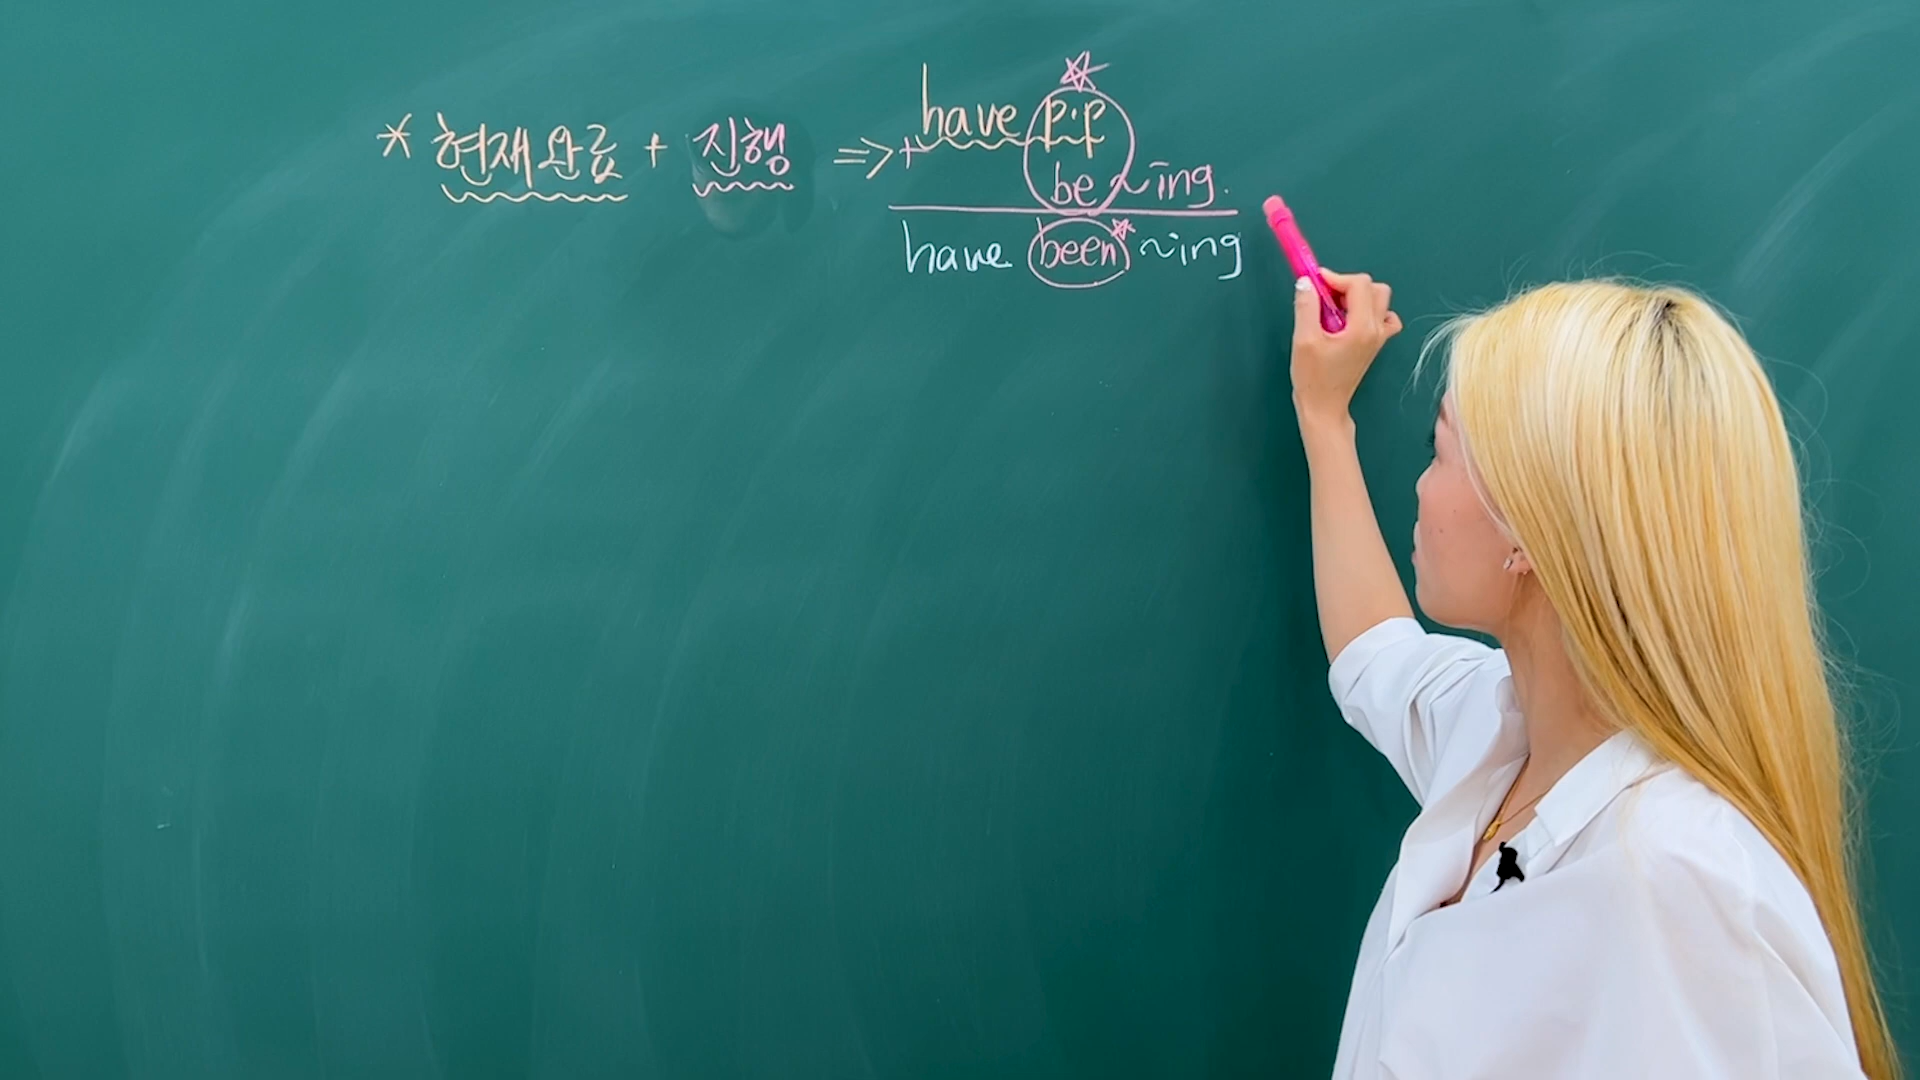 * 현재완료 + 진행 => + have p.p
be ~ing.
have been ~ing